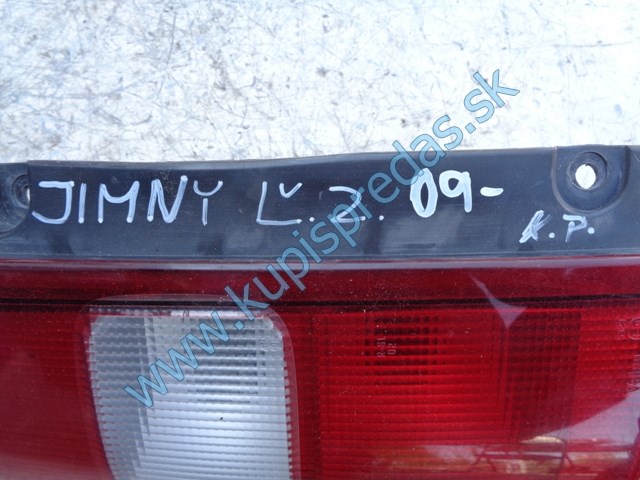 JIMNY Ľ.Z. 09-
K.P.
www.kupispredas.sk